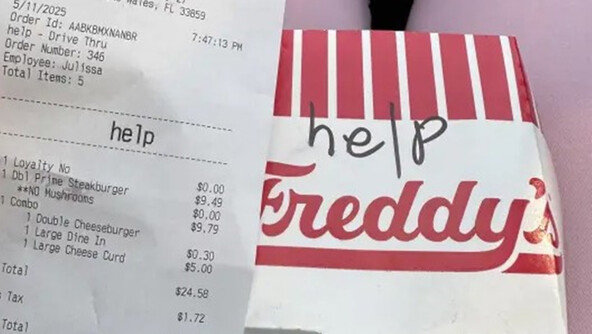 Wales, FL 33859
5/11/2025 7:47:13 PM
Order Id: AABKBMXNANBR
help - Drive Thru
Order Number: 346
Employee: Julissa
Total Items: 5
help
1 Loyalty No $0.00
1 Dbl Prime Steakburger $9.49
**NO Mushrooms $0.00
1 Combo $9.79
1 Double Cheeseburger
1 Large Dine In $0.30
1 Large Cheese Curd $5.00
Total $24.58
Tax $1.72
help
Freddy's